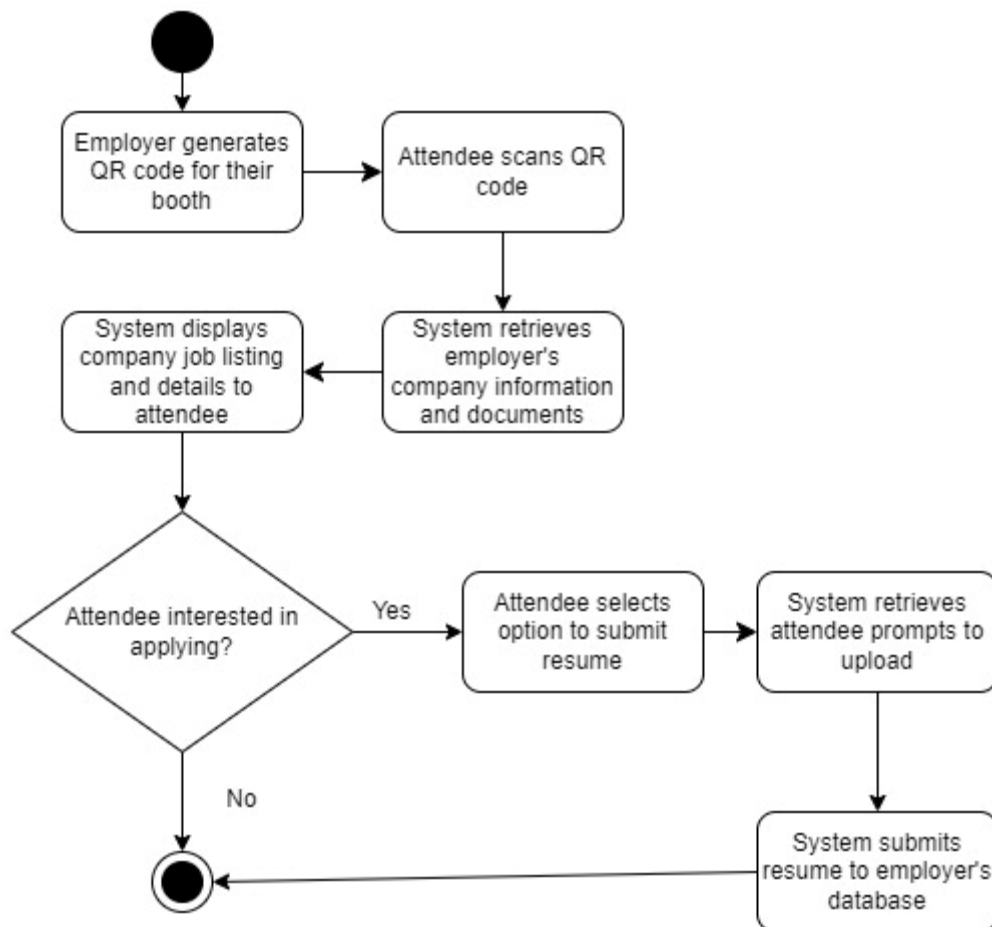 Employer generates
QR code for their
booth
Attendee scans QR
code
System displays
company job listing
and details to
attendee
System retrieves
employer's
company information
and documents
Attendee interested in
applying?
Yes
Attendee selects
option to submit
resume
System retrieves
attendee prompts to
upload
No
System submits
resume to employer's
database